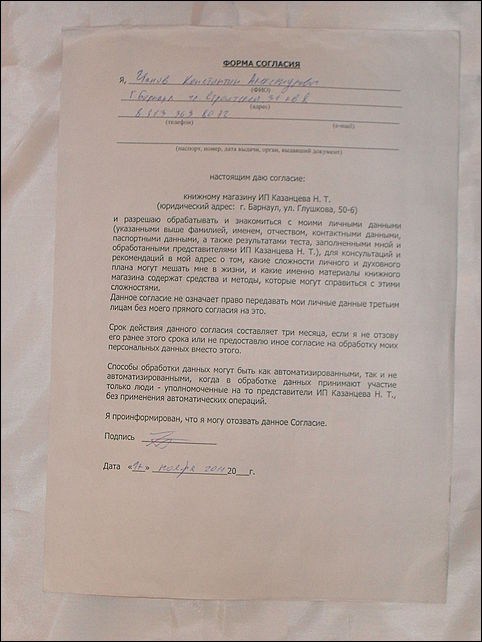 ФОРМА СОГЛАСИЯ
Я, Константин Александрович
(ФИО)
г. Барнаул
(адрес)
(телефон) (e-mail)
(паспорт, номер, дата выдачи, орган, выдавший документ)
настоящим даю согласие:
книжному магазину ИП Казанцева Н. Т.
(юридический адрес: г. Барнаул, ул. Глушкова, 50-6)
и разрешаю обрабатывать и знакомиться с моими личными данными
(указанными выше фамилией, именем, отчеством, контактными данными,
паспортными данными, а также результатами теста, заполненными мной и
обработанными представителями ИП Казанцева Н. Т.), для консультаций и
рекомендаций в мой адрес о том, какие сложности личного и духовного
плана могут мешать мне в жизни, и какие именно материалы книжного
магазина содержат средства и методы, которые могут справиться с этими
сложностями.
Данное согласие не означает право передавать мои личные данные третьим
лицам без моего прямого согласия на это.
Срок действия данного согласия составляет три месяца, если я не отзову
его ранее этого срока или не предоставлю иное согласие на обработку моих
персональных данных вместо этого.
Способы обработки данных могут быть как автоматизированными, так и не
автоматизированными, когда в обработке данных принимают участие
только люди - уполномоченные на то представители ИП Казанцева Н. Т.,
без применения автоматических операций.
Я проинформирован, что я могу отозвать данное Согласие.
Подпись
Дата «17» ноября 20___г.